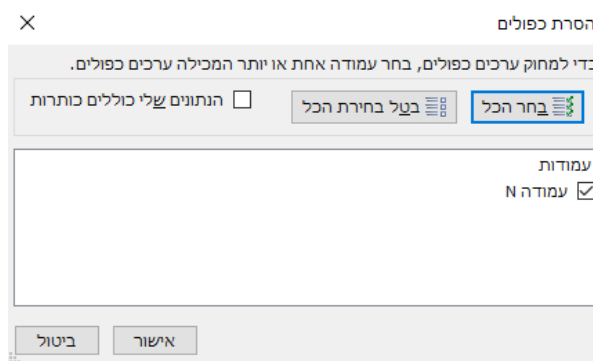 הסרת כפולים
כדי למחוק ערכים כפולים, בחר עמודה אחת או יותר המכילה ערכים כפולים.
בחר הכל
בטל בחירת הכל
הנתונים שלי כוללים כותרות
עמודות
עמודה N
אישור
ביטול